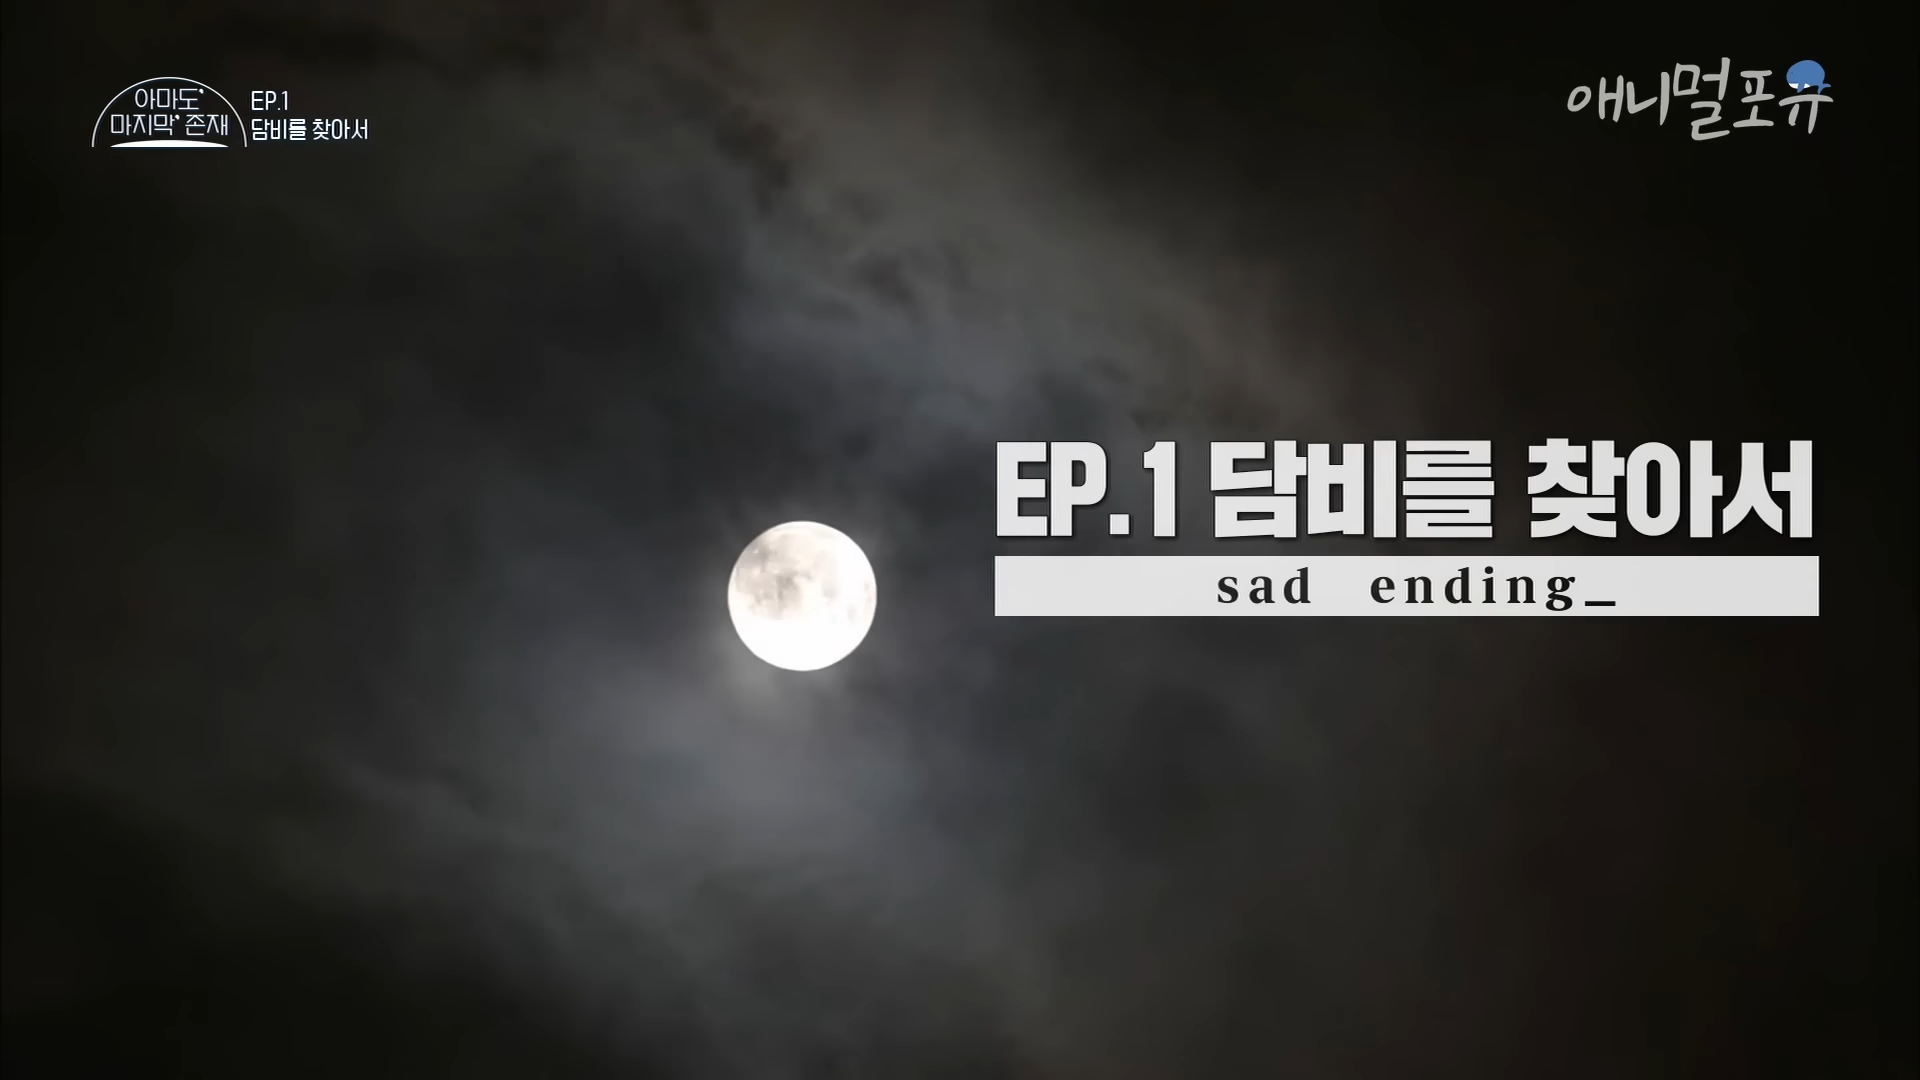 아마도
마지막 존재
EP.1
담비를 찾아서
애니멀포유
EP.1 담비를 찾아서
sad ending_